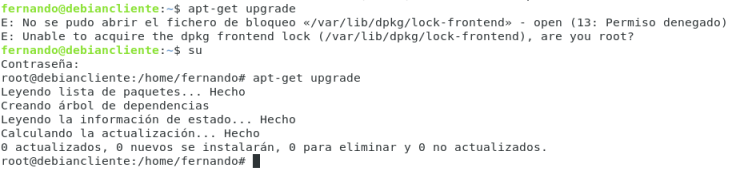 fernando@debiancliente:~$ apt-get upgrade
E: No se pudo abrir el fichero de bloqueo «/var/lib/dpkg/lock-frontend» - open (13: Permiso denegado)
E: Unable to acquire the dpkg frontend lock (/var/lib/dpkg/lock-frontend), are you root?
fernando@debiancliente:~$ su
Contraseña:
root@debiancliente:/home/fernando# apt-get upgrade
Leyendo lista de paquetes... Hecho
Creando árbol de dependencias
Leyendo la información de estado... Hecho
Calculando la actualización... Hecho
0 actualizados, 0 nuevos se instalarán, 0 para eliminar y 0 no actualizados.
root@debiancliente:/home/fernando#